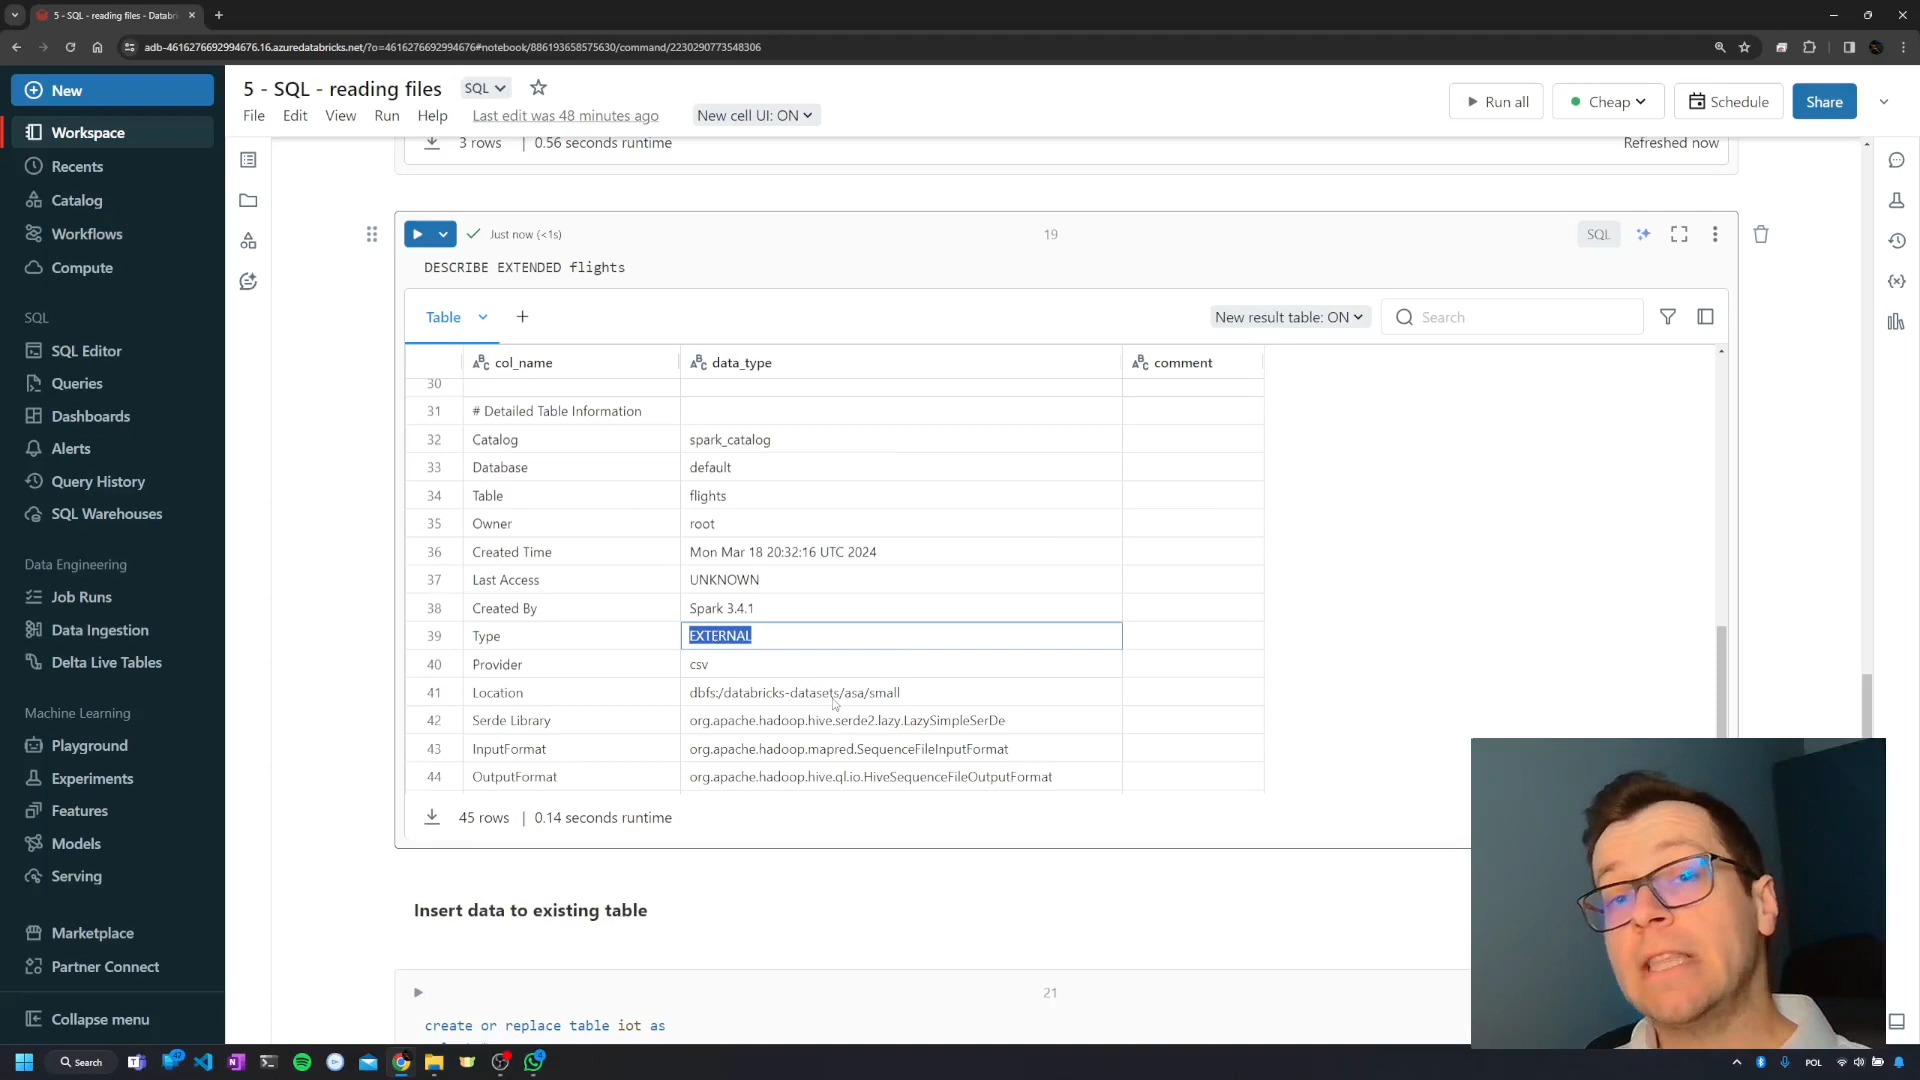 5 - SQL - reading files - Databri
adb-4616276692994676.16.azuredatabricks.net/?o=4616276692994676#notebook/886193658575630/command/2230290773548306
New
Workspace
Recents
Catalog
Workflows
Compute
SQL
SQL Editor
Queries
Dashboards
Alerts
Query History
SQL Warehouses
Data Engineering
Job Runs
Data Ingestion
Delta Live Tables
Machine Learning
Playground
Experiments
Features
Models
Serving
Marketplace
Partner Connect
Collapse menu
5 - SQL - reading files SQL
File Edit View Run Help Last edit was 48 minutes ago New cell UI: ON
Run all Cheap Schedule Share
3 rows | 0.56 seconds runtime Refreshed now
Just now (<1s) 19 SQL
DESCRIBE EXTENDED flights
Table + New result table: ON Search
col_name data_type comment
30
31 # Detailed Table Information
32 Catalog spark_catalog
33 Database default
34 Table flights
35 Owner root
36 Created Time Mon Mar 18 20:32:16 UTC 2024
37 Last Access UNKNOWN
38 Created By Spark 3.4.1
39 Type EXTERNAL
40 Provider csv
41 Location dbfs:/databricks-datasets/asa/small
42 Serde Library org.apache.hadoop.hive.serde2.lazy.LazySimpleSerDe
43 InputFormat org.apache.hadoop.mapred.SequenceFileInputFormat
44 OutputFormat org.apache.hadoop.hive.ql.io.HiveSequenceFileOutputFormat
45 rows | 0.14 seconds runtime
Insert data to existing table
21
create or replace table iot as
Search
POL